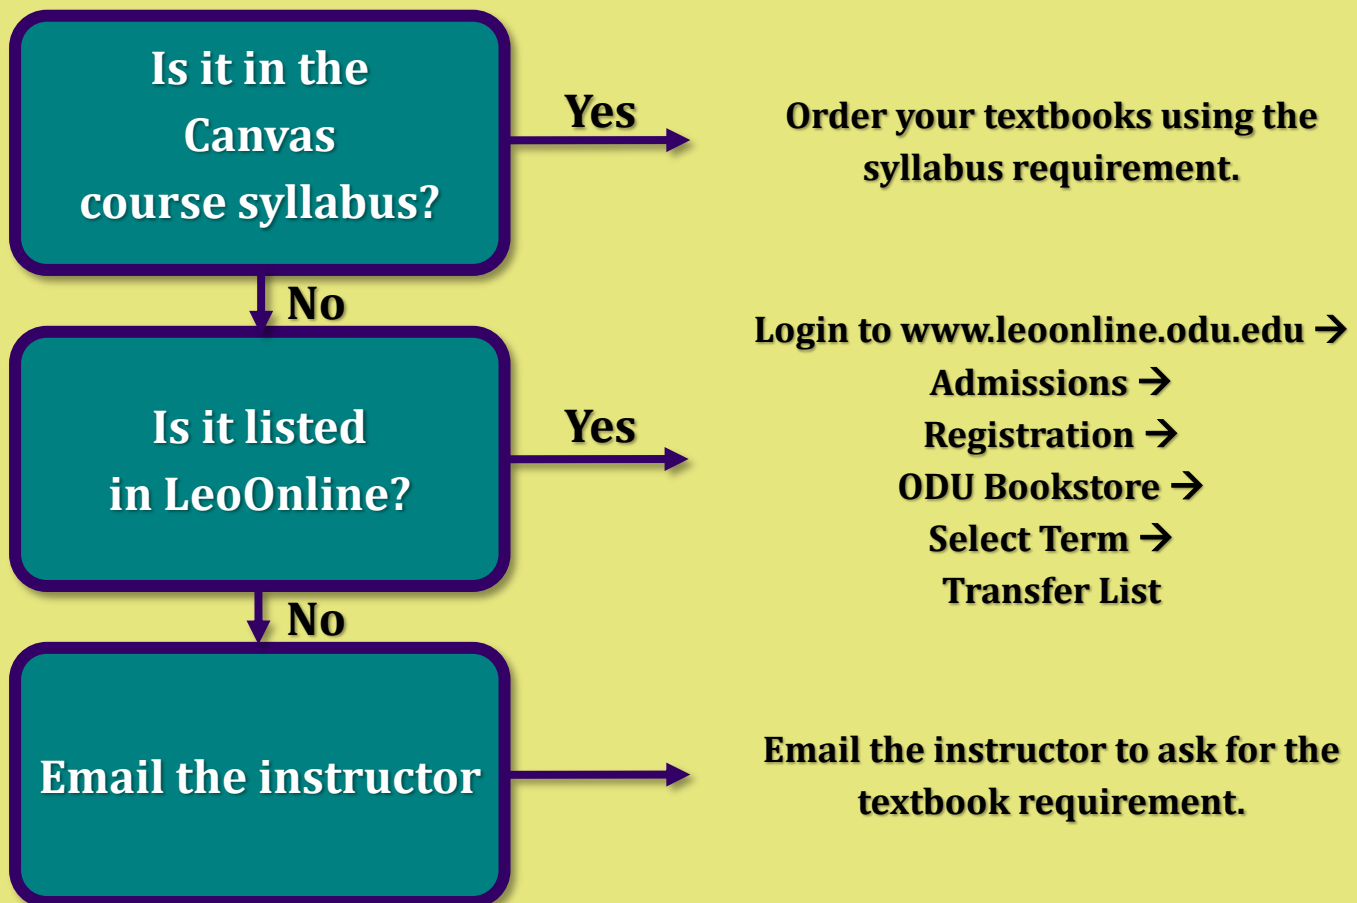 Is it in the
Canvas
course syllabus?
Yes
Order your textbooks using the
syllabus requirement.
No
Is it listed
in LeoOnline?
Yes
Login to www.leoonline.odu.edu →
Admissions →
Registration →
ODU Bookstore →
Select Term →
Transfer List
No
Email the instructor
Email the instructor to ask for the
textbook requirement.